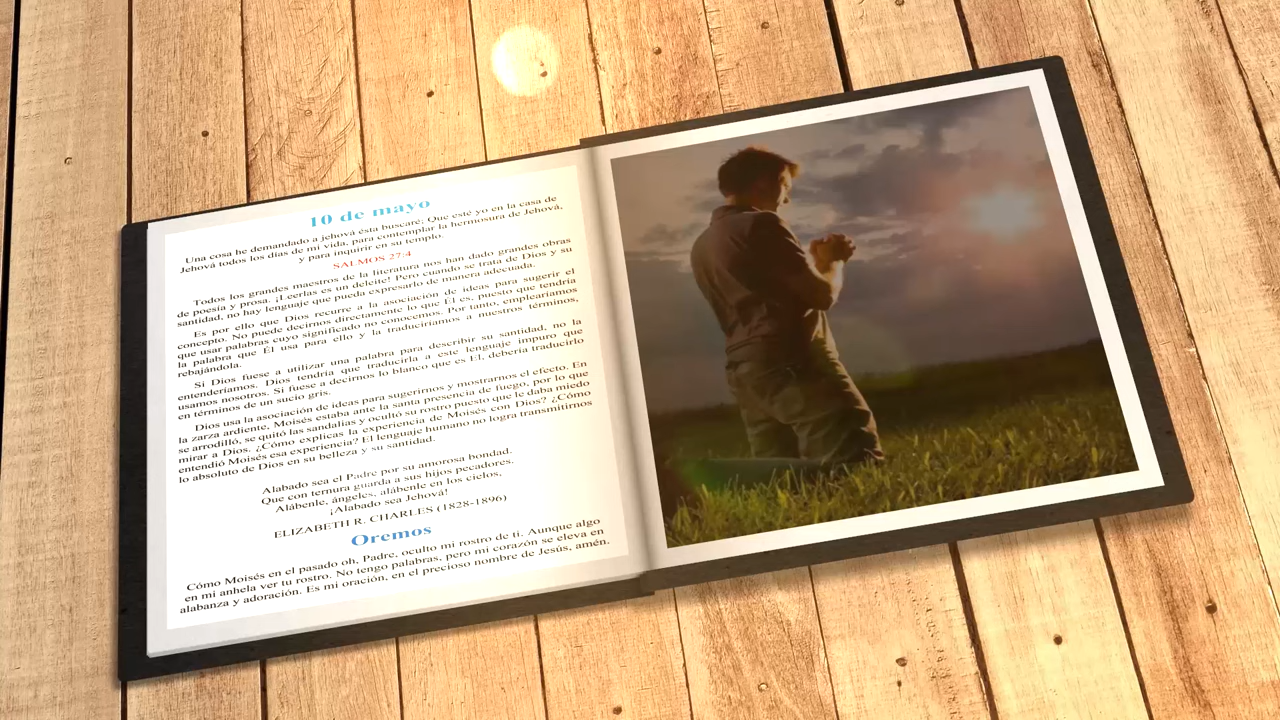 10 de mayo
Una cosa he demandado a jehová ésta buscaré: Que esté yo en la casa de
Jehová todos los días de mi vida, para contemplar la hermosura de Jehová,
y para inquirir en su templo.
SALMOS 27:4
Todos los grandes maestros de la literatura nos han dado grandes obras
de poesía y prosa. ¡Leerlas es un deleite! Pero cuando se trata de Dios y su
santidad, no hay lenguaje que pueda expresarlo de manera adecuada.
Es por ello que Dios recurre a la asociación de ideas para sugerir el
concepto. No puede decirnos directamente lo que Él es, puesto que tendría
que usar palabras cuyo significado no conocemos. Por tanto, emplearíamos
la palabra que Él usa para ello y la traduciríamos a nuestros términos,
rebajándola.
Si Dios fuese a utilizar una palabra para describir su santidad, no la
entenderíamos. Dios tendría que traducirla a este lenguaje impuro que
usamos nosotros. Si fuese a decirnos lo blanco que es El, debería traducirlo
en términos de un sucio gris.
Dios usa la asociación de ideas para sugerirnos y mostrarnos el efecto. En
la zarza ardiente, Moisés estaba ante la santa presencia de fuego, por lo que
se arrodilló, se quitó las sandalias y ocultó su rostro puesto que le daba miedo
mirar a Dios. ¿Cómo explicas la experiencia de Moisés con Dios? ¿Cómo
entendió Moisés esa experiencia? El lenguaje humano no logra transmitirnos
lo absoluto de Dios en su belleza y su santidad.
Alabado sea el Padre por su amorosa bondad.
Que con ternura guarda a sus hijos pecadores.
Alábenle, ángeles, alábenle en los cielos,
¡Alabado sea Jehová!
ELIZABETH R. CHARLES (1828-1896)
Oremos
Cómo Moisés en el pasado oh, Padre, oculto mi rostro de ti. Aunque algo
en mi anhela ver tu rostro. No tengo palabras, pero mi corazón se eleva en
alabanza y adoración. Es mi oración, en el precioso nombre de Jesús, amén.